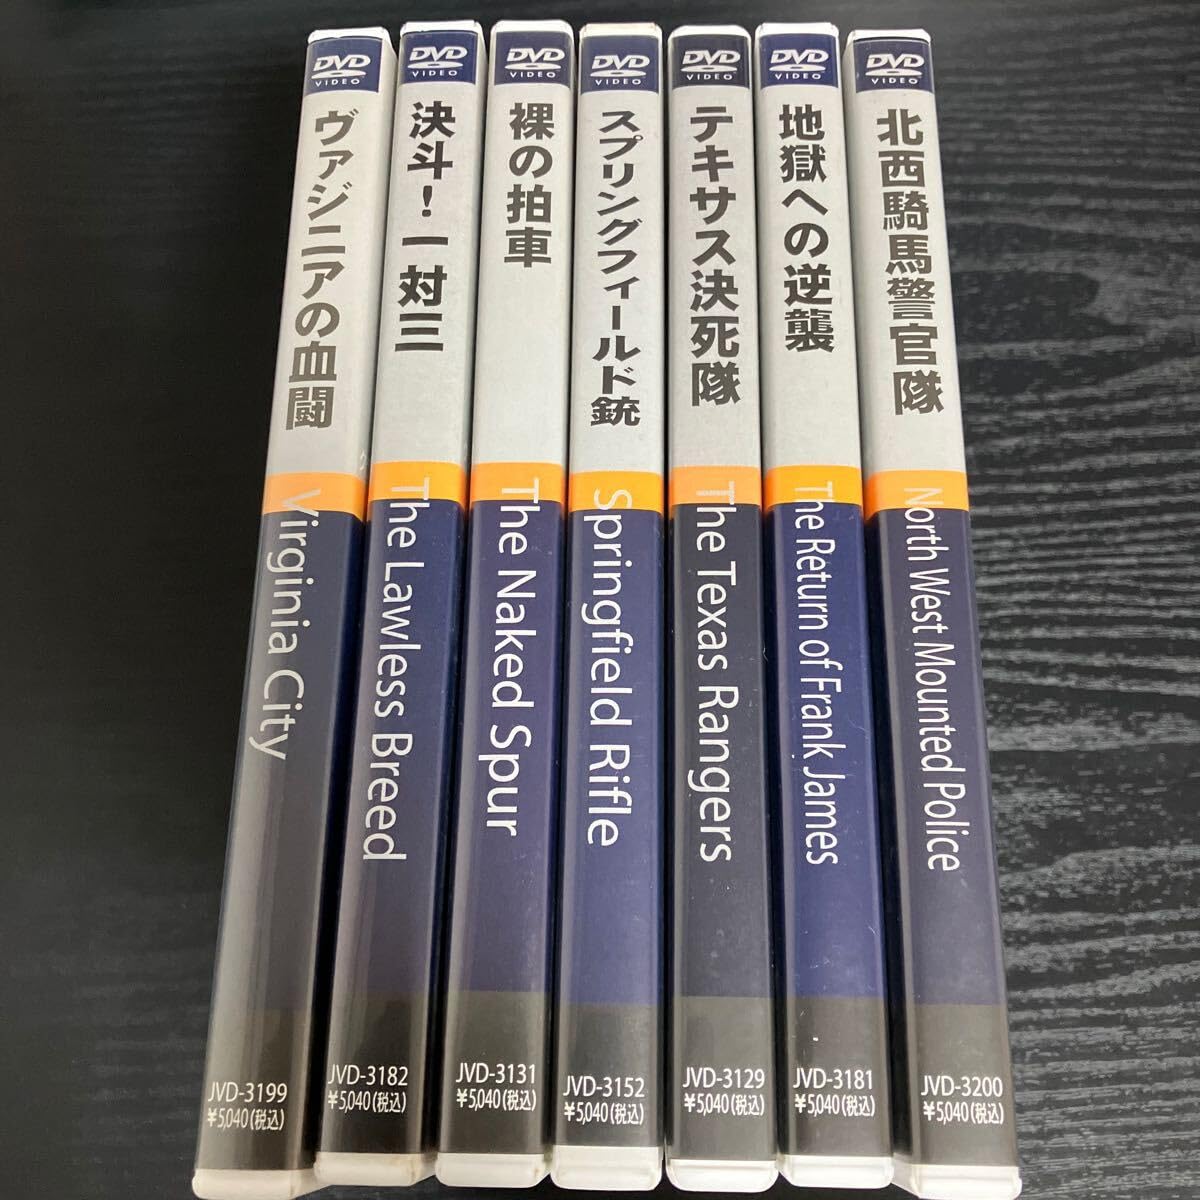 DVD
VIDEO
ヴァジニアの血闘
Virginia City
JVD-3199
¥5,040(税込)
DVD
VIDEO
決斗！一対三
The Lawless Breed
JVD-3182
¥5,040(税込)
DVD
VIDEO
裸の拍車
The Naked Spur
JVD-3131
¥5,040(税込)
DVD
VIDEO
スプリングフィールド銃
Springfield Rifle
JVD-3152
¥5,040(税込)
DVD
VIDEO
テキサス決死隊
The Texas Rangers
JVD-3129
¥5,040(税込)
DVD
VIDEO
地獄への逆襲
The Return of Frank James
JVD-3181
¥5,040(税込)
DVD
VIDEO
北西騎馬警官隊
North West Mounted Police
JVD-3200
¥5,040(税込)